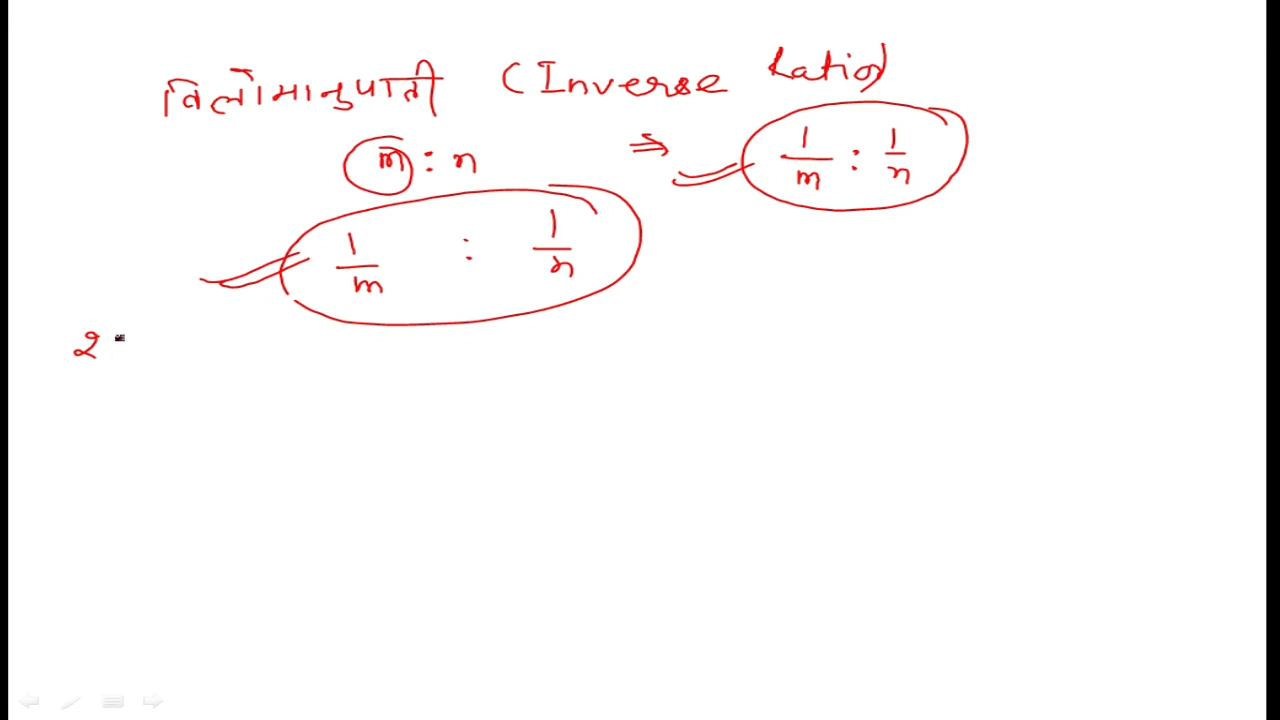 विलोमानुपाती (Inverse Ratio)
m : n ⇒ 1/m : 1/n
1/m : 1/n
2